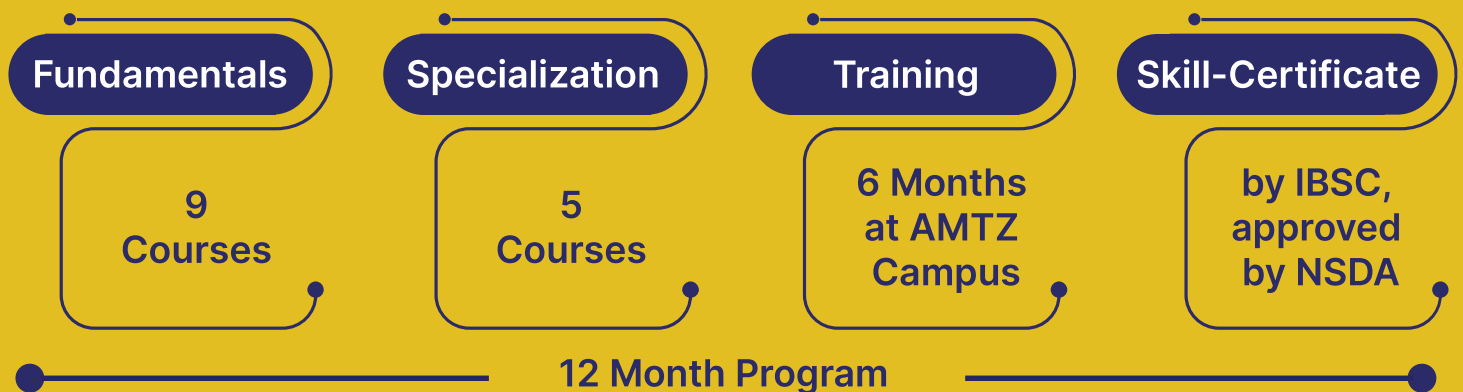 Fundamentals
9
Courses
Specialization
5
Courses
Training
6 Months
at AMTZ
Campus
Skill-Certificate
by IBSC,
approved
by NSDA
12 Month Program